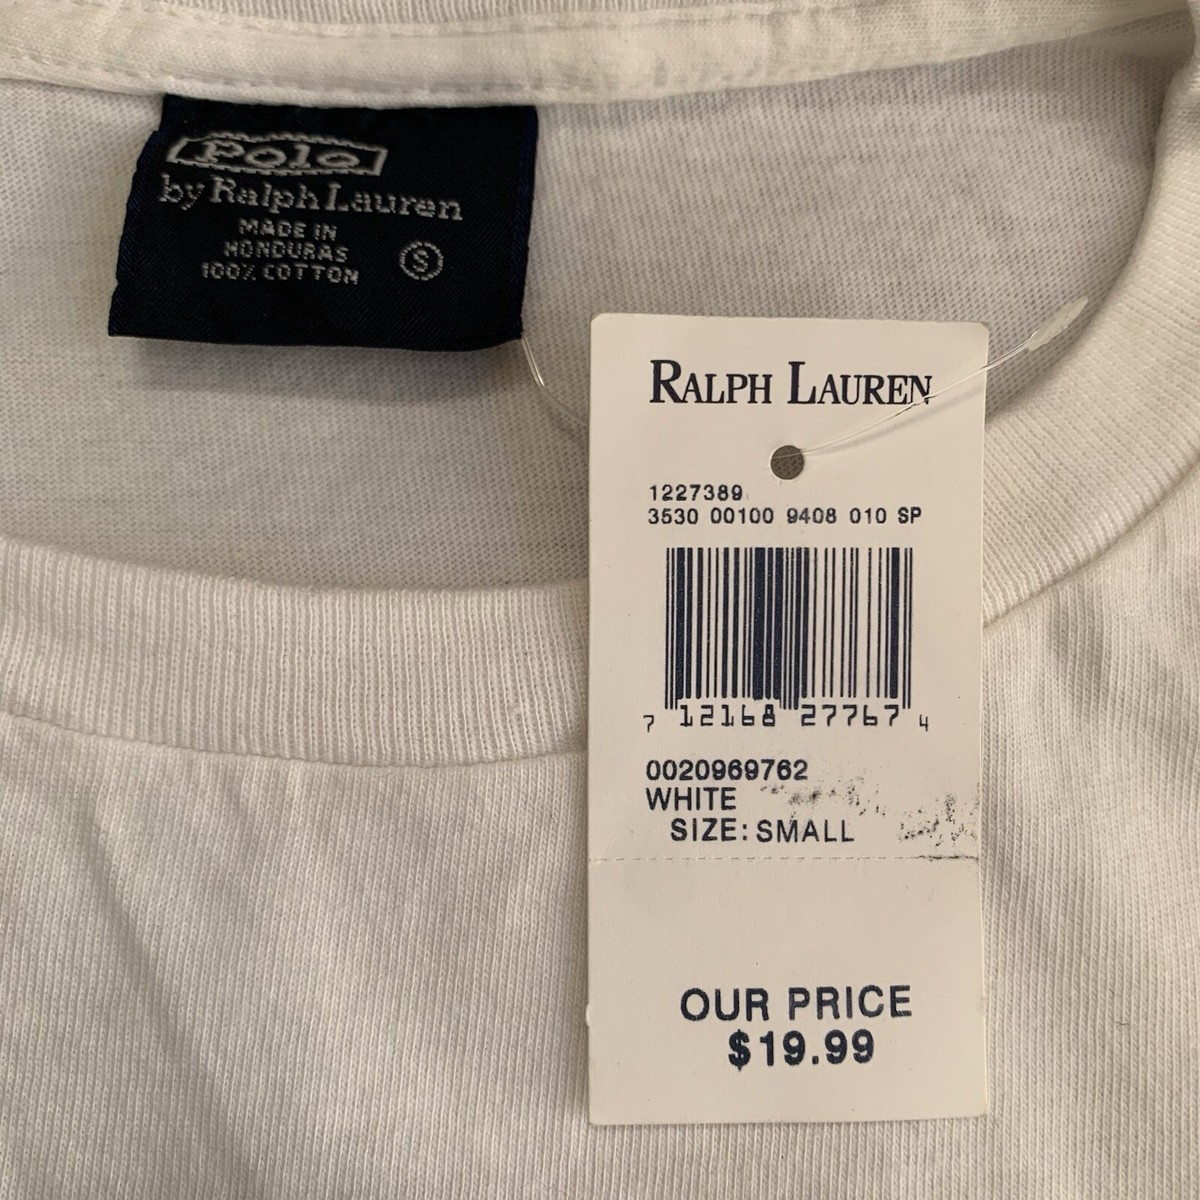 Polo
by Ralph Lauren
MADE IN
HONDURAS
100% COTTON
S
RALPH LAUREN
1227389
3530 00100 9408 010 SP
7 12168 27767 4
0020969762
WHITE
SIZE: SMALL
OUR PRICE
$19.99